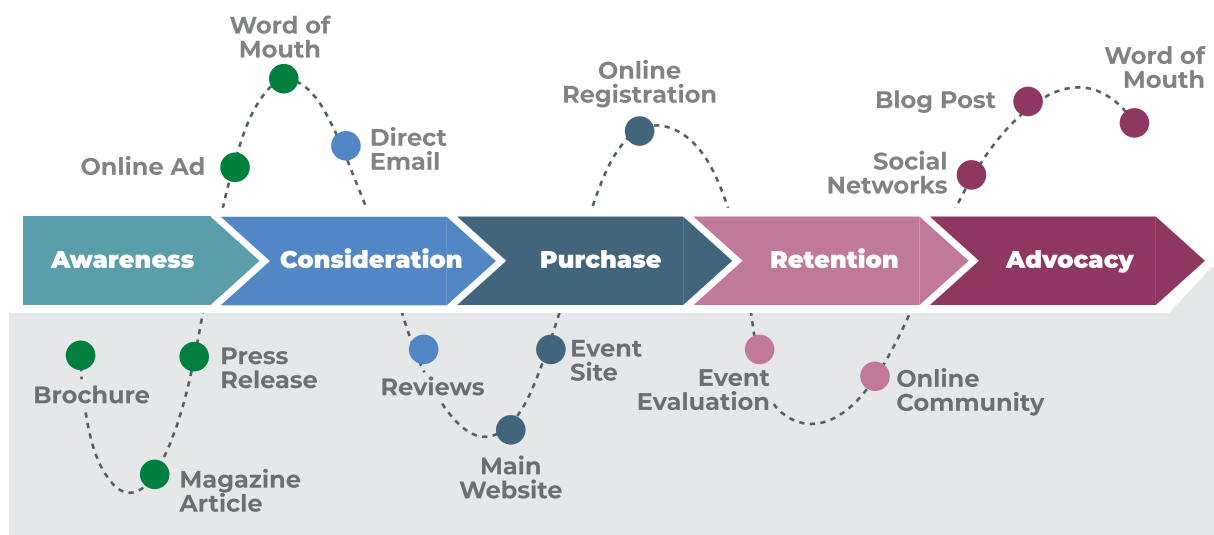 Word of
Mouth
Online Ad
Direct
Email
Online
Registration
Blog Post
Word of
Mouth
Social
Networks
Awareness
Consideration
Purchase
Retention
Advocacy
Brochure
Press
Release
Magazine
Article
Reviews
Main
Website
Event
Site
Event
Evaluation
Online
Community